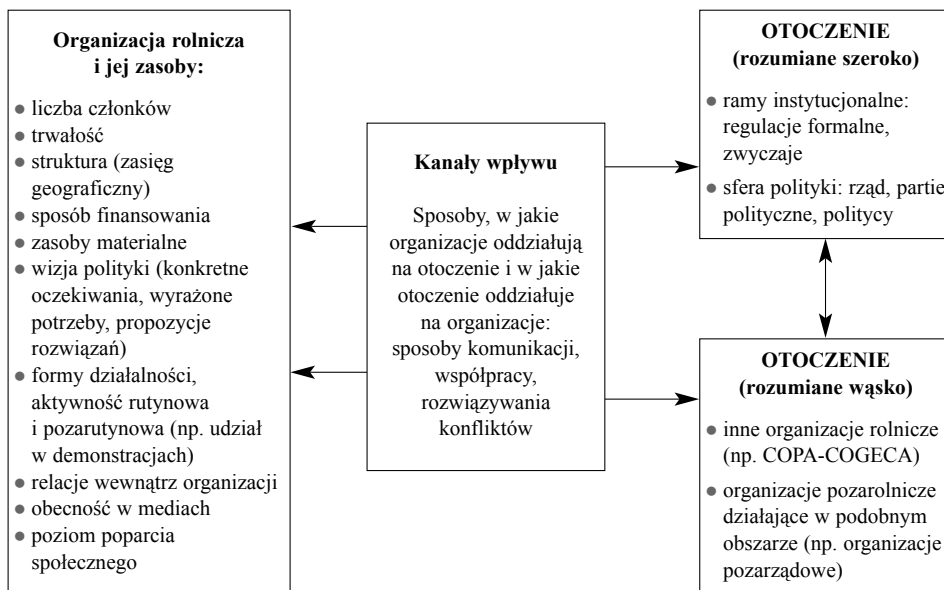 Organizacja rolnicza
i jej zasoby:
● liczba członków
● trwałość
● struktura (zasięg
geograficzny)
● sposób finansowania
● zasoby materialne
● wizja polityki (konkretne
oczekiwania, wyrażone
potrzeby, propozycje
rozwiązań)
● formy działalności,
aktywność rutynowa
i pozarutynowa (np. udział
w demonstracjach)
● relacje wewnątrz organizacji
● obecność w mediach
● poziom poparcia
społecznego
Kanały wpływu
Sposoby, w jakie
organizacje oddziałują
na otoczenie i w jakie
otoczenie oddziałuje
na organizacje:
sposoby komunikacji,
współpracy,
rozwiązywania
konfliktów
OTOCZENIE
(rozumiane szeroko)
● ramy instytucjonalne:
regulacje formalne,
zwyczaje
● sfera polityki: rząd, partie
polityczne, politycy
OTOCZENIE
(rozumiane wąsko)
● inne organizacje rolnicze
(np. COPA-COGECA)
● organizacje pozarolnicze
działające w podobnym
obszarze (np. organizacje
pozarządowe)